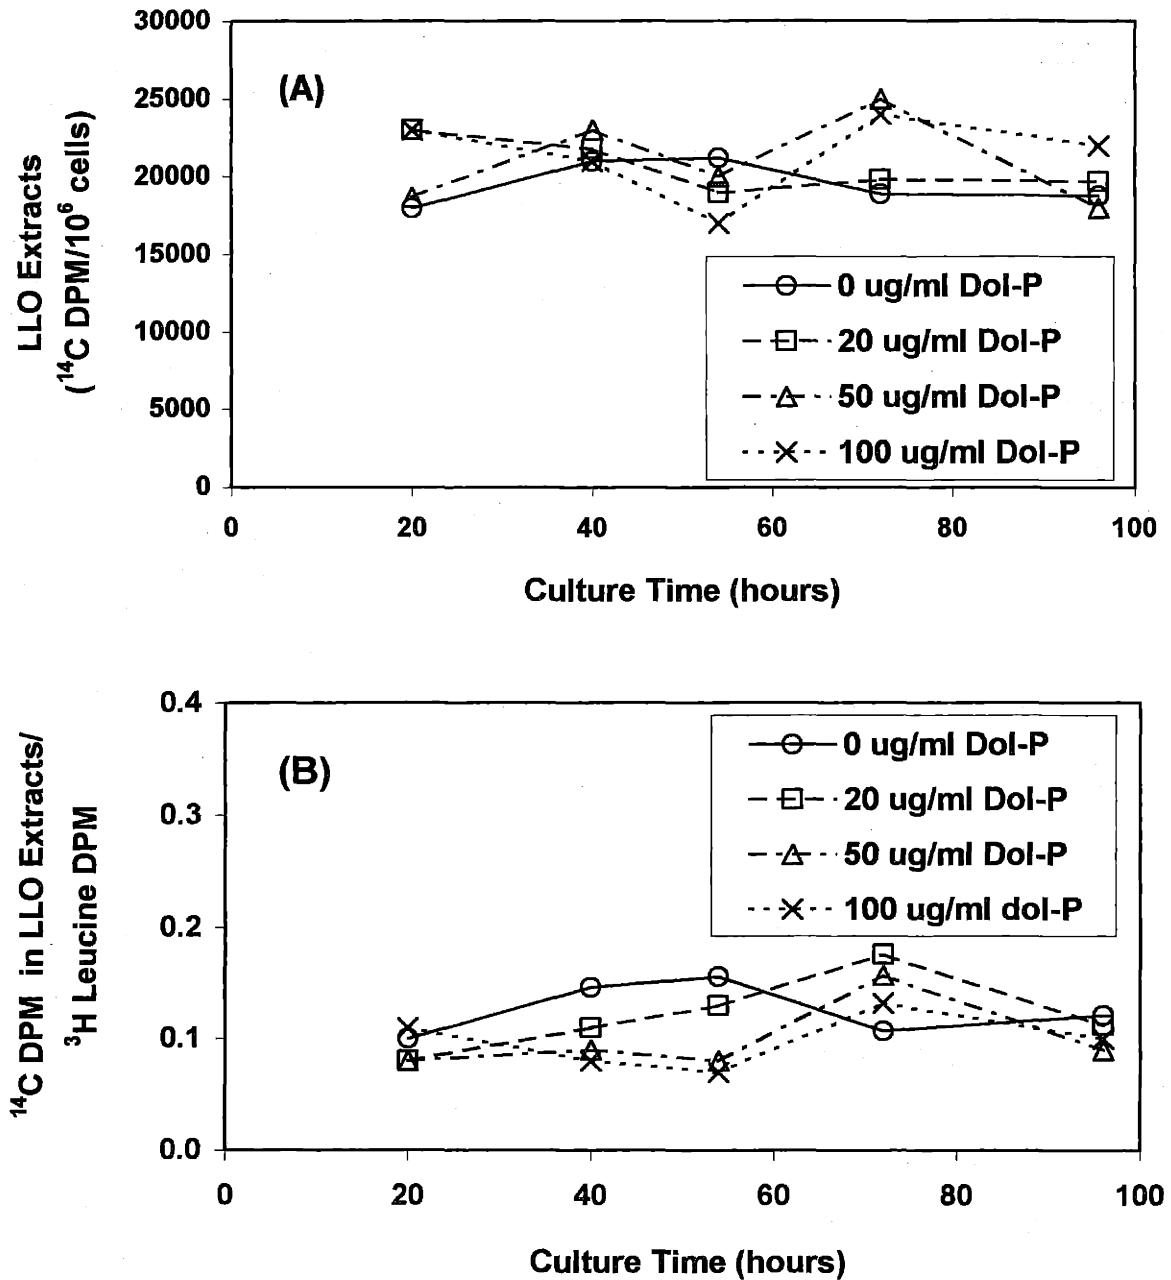 30000
25000
20000
15000
10000
5000
0
(A)
LLO Extracts
(¹⁴C DPM/10⁶ cells)
0 ug/ml Dol-P
20 ug/ml Dol-P
50 ug/ml Dol-P
100 ug/ml Dol-P
0 20 40 60 80 100
Culture Time (hours)
0.4
0.3
0.2
0.1
0.0
(B)
¹⁴C DPM in LLO Extracts/
³H Leucine DPM
0 ug/ml Dol-P
20 ug/ml Dol-P
50 ug/ml Dol-P
100 ug/ml dol-P
0 20 40 60 80 100
Culture Time (hours)